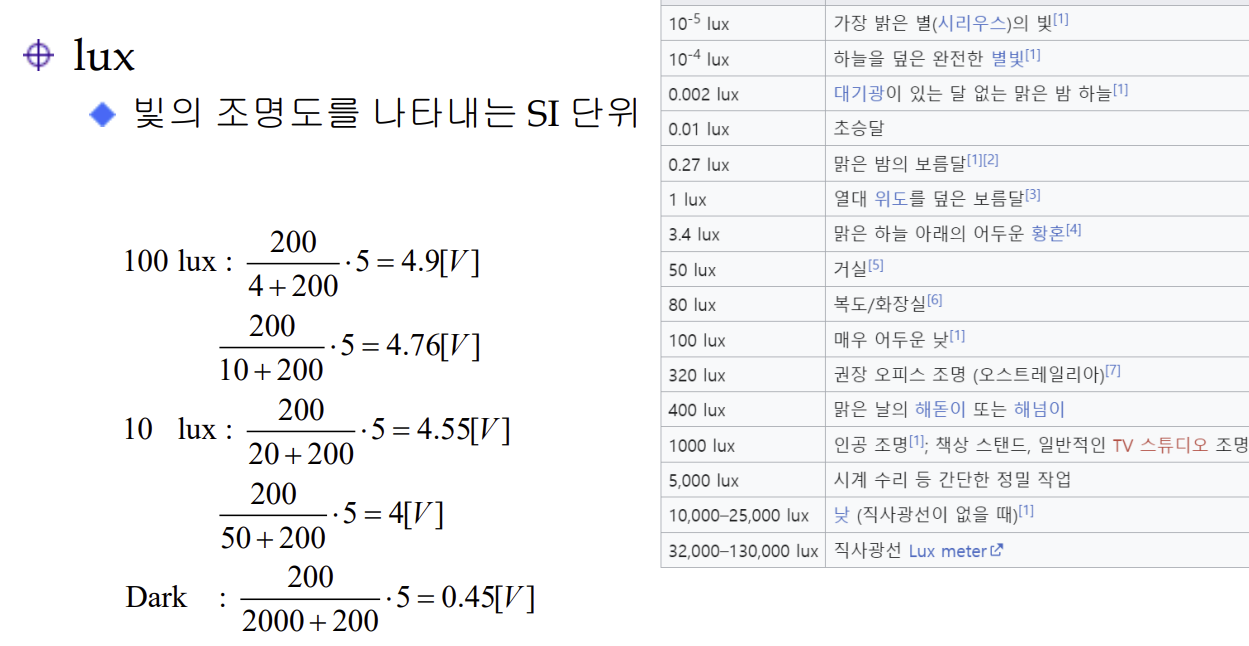 lux
빛의 조명도를 나타내는 SI 단위
100 lux : \frac{200}{4+200} · 5 = 4.9[V]
\frac{200}{10+200} · 5 = 4.76[V]
10 lux : \frac{200}{20+200} · 5 = 4.55[V]
\frac{200}{50+200} · 5 = 4[V]
Dark : \frac{200}{2000+200} · 5 = 0.45[V]
10^-5 lux 가장 밝은 별(시리우스)의 빛[1]
10^-4 lux 하늘을 덮은 완전한 별빛[1]
0.002 lux 대기광이 있는 달 없는 맑은 밤 하늘[1]
0.01 lux 초승달
0.27 lux 맑은 밤의 보름달[1][2]
1 lux 열대 위도를 덮은 보름달[3]
3.4 lux 맑은 하늘 아래의 어두운 황혼[4]
50 lux 거실[5]
80 lux 복도/화장실[6]
100 lux 매우 어두운 낮[1]
320 lux 권장 오피스 조명 (오스트레일리아)[7]
400 lux 맑은 날의 해돋이 또는 해넘이
1000 lux 인공 조명[1]; 책상 스탠드, 일반적인 TV 스튜디오 조명
5,000 lux 시계 수리 등 간단한 정밀 작업
10,000–25,000 lux 낮 (직사광선이 없을 때)[1]
32,000–130,000 lux 직사광선 Lux meter